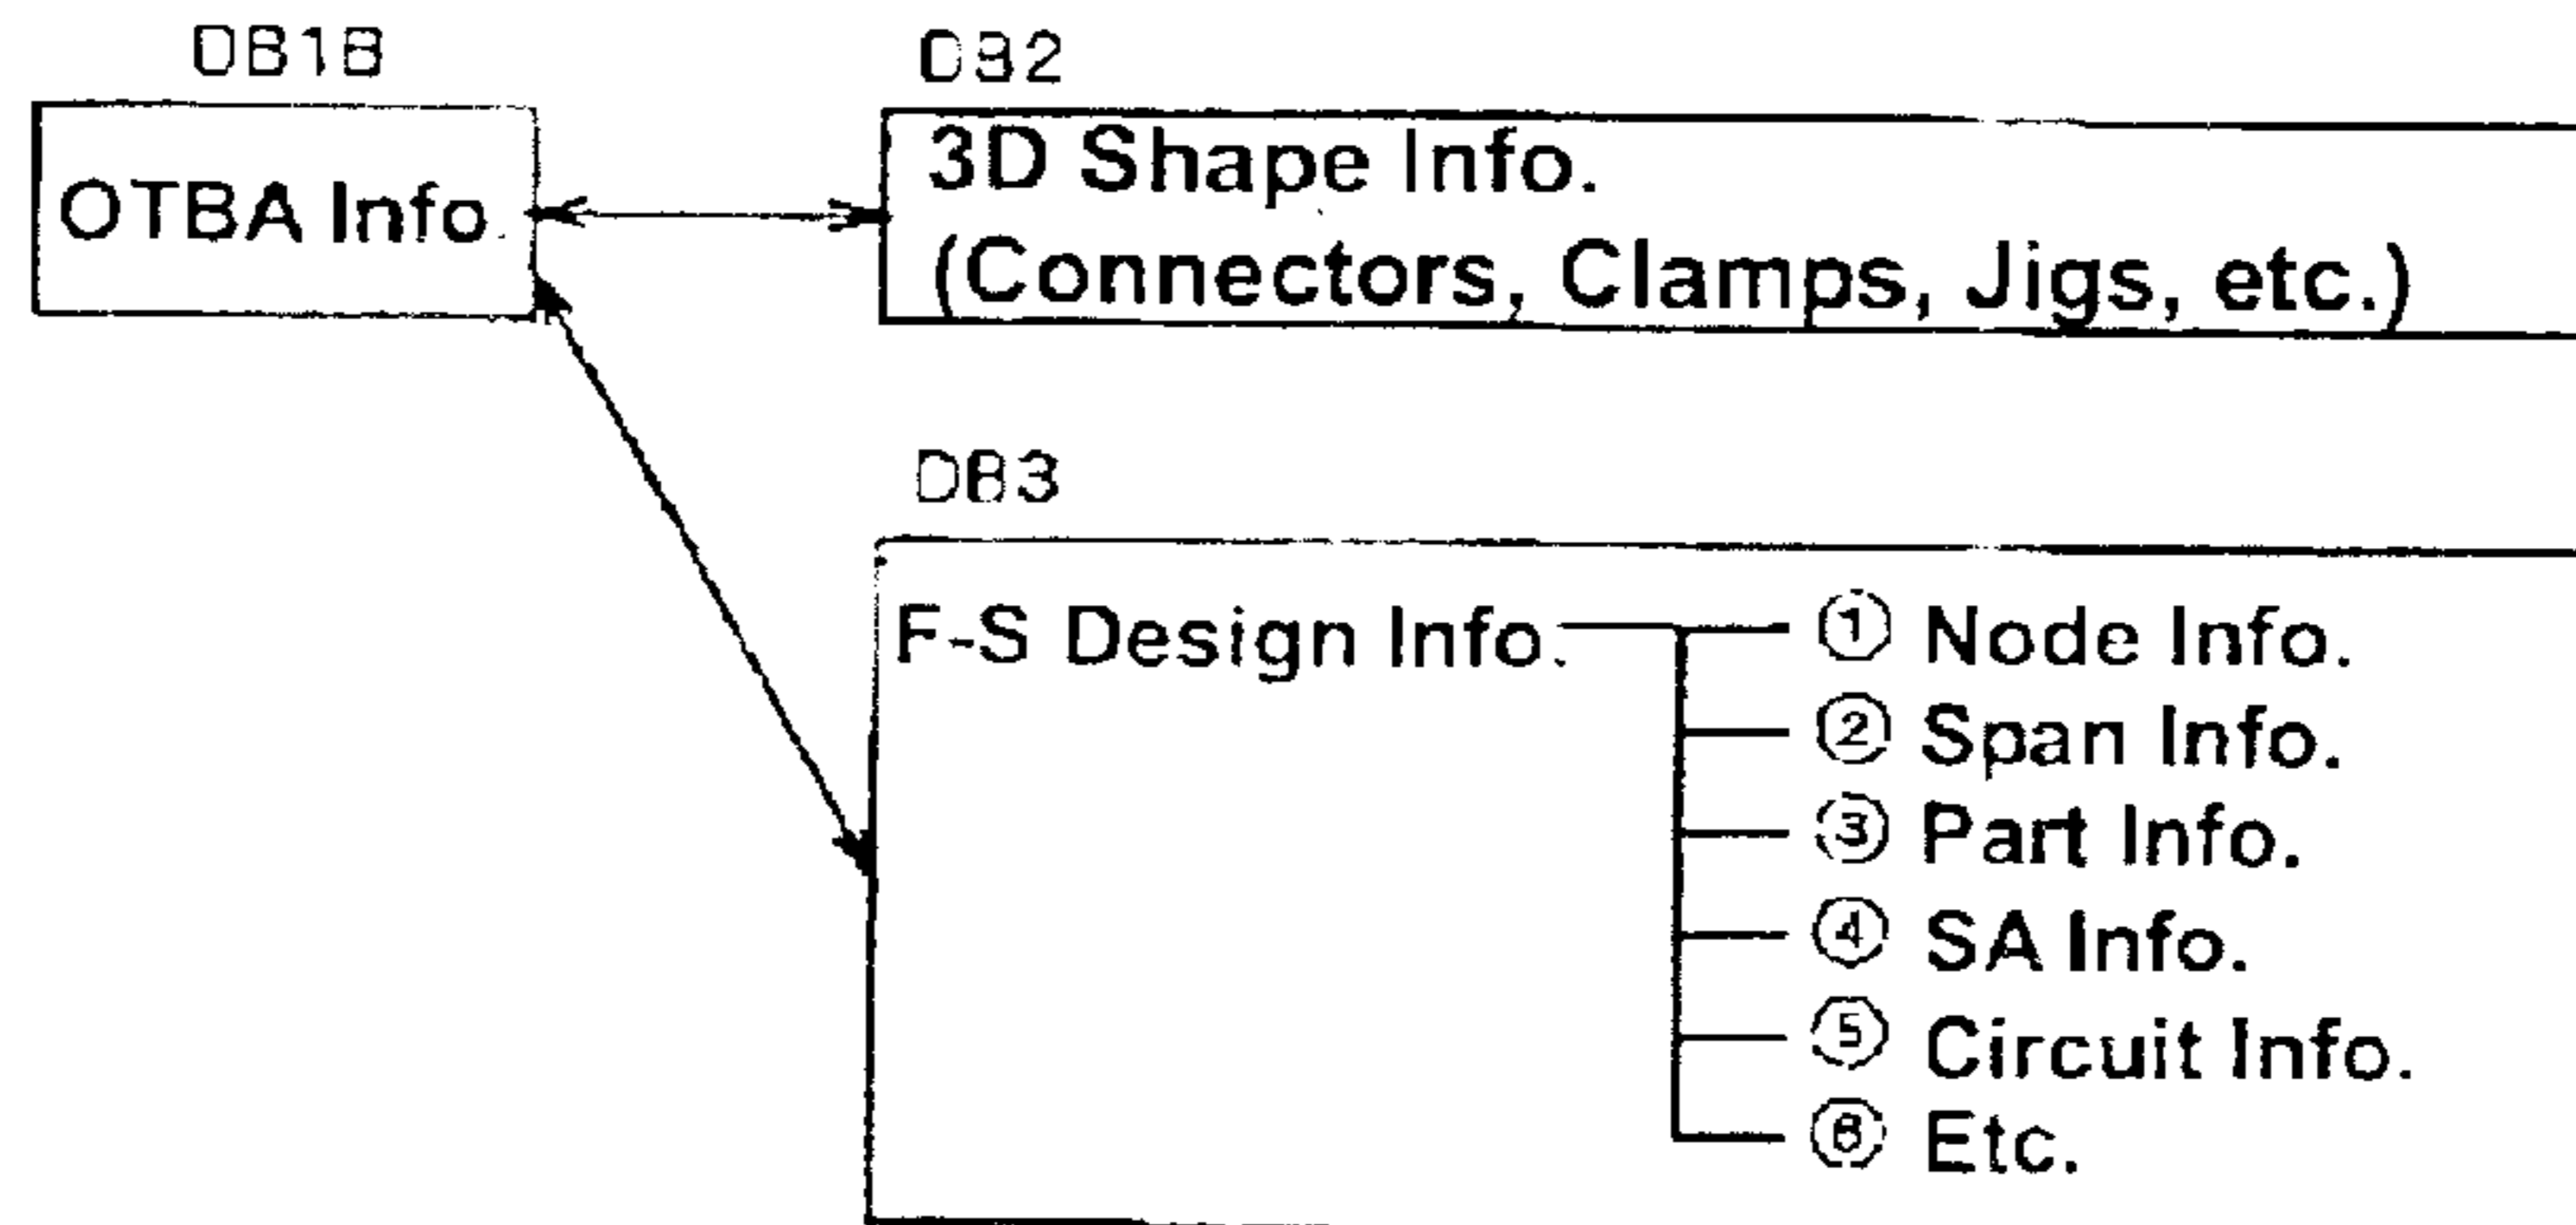 DB1B
OTBA Info.
DB2
3D Shape Info.
(Connectors, Clamps, Jigs, etc.)
DB3
F-S Design Info.
① Node Info.
② Span Info.
③ Part Info.
④ SA Info.
⑤ Circuit Info.
⑥ Etc.